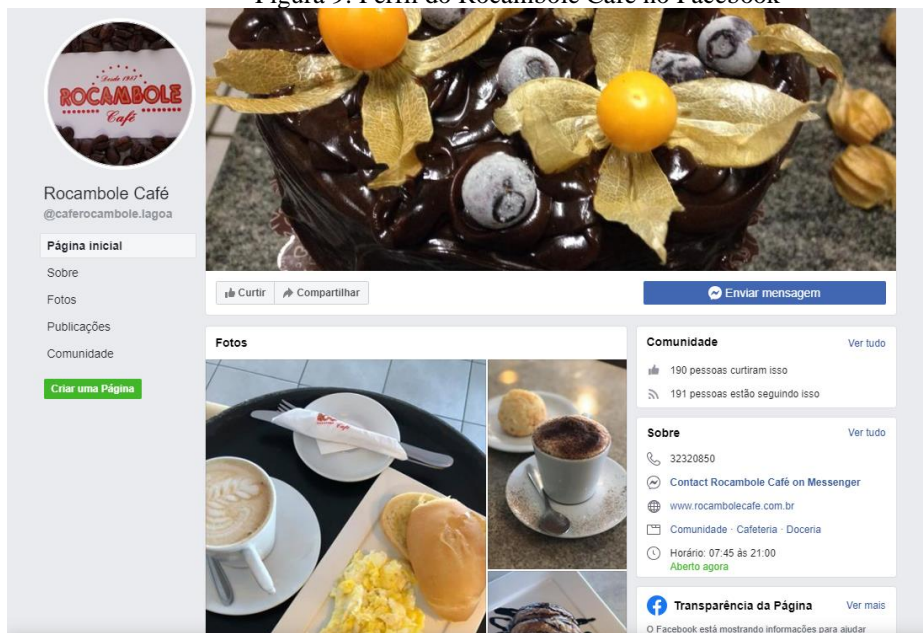 Figura 9: Perfil do Rocambole Café no Facebook
Desde 1987
ROCAMBOLE
Café
Rocambole Café
@caferocambole.lagoa
Página inicial
Sobre
Fotos
Publicações
Comunidade
Criar uma Página
Curtir
Compartilhar
Enviar mensagem
Fotos
Comunidade
Ver tudo
190 pessoas curtiram isso
191 pessoas estão seguindo isso
Sobre
Ver tudo
32320850
Contact Rocambole Café on Messenger
www.rocambolecafe.com.br
Comunidade · Cafeteria · Doceria
Horário: 07:45 às 21:00
Aberto agora
Transparência da Página
Ver mais
O Facebook está mostrando informações para ajudar